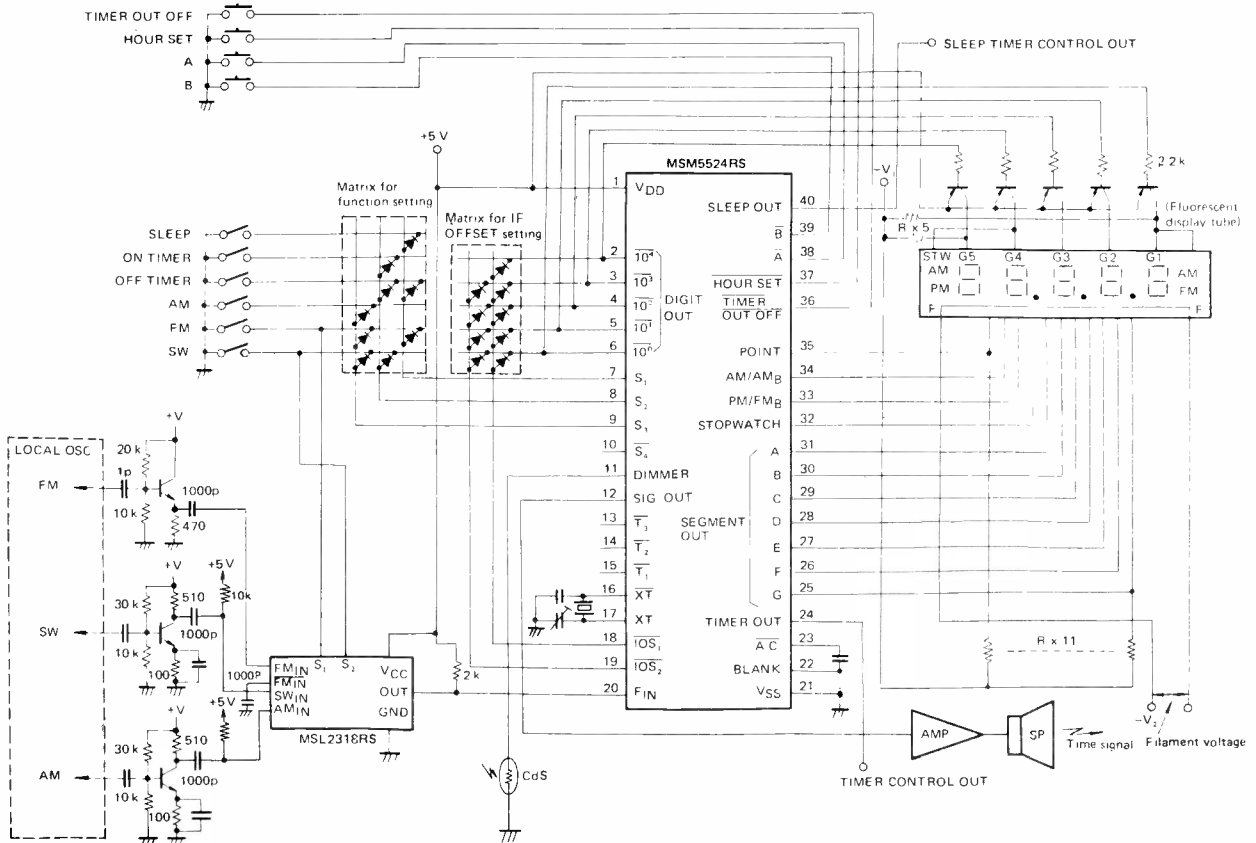 TIMER OUT OFF
HOUR SET
A
B
SLEEP TIMER CONTROL OUT
+5 V
MSM5524RS
-V1
2.2 k
Matrix for
function setting
Matrix for IF
OFFSET setting
(Fluorescent
display tube)
R x 5
SLEEP
ON TIMER
OFF TIMER
AM
FM
SW
1 VDD
2 10⁴
3 10³
4 10²
5 10¹
6 10⁰
DIGIT
OUT
7 S1
8 S2
9 S3
10 S4
11 DIMMER
12 SIG OUT
13 T3
14 T2
15 T1
16 XT
17 XT
18 IOS1
19 IOS2
20 FIN
SLEEP OUT 40
B 39
A 38
HOUR SET 37
TIMER
OUT OFF 36
POINT 35
AM/AMB 34
PM/FMB 33
STOPWATCH 32
SEGMENT
OUT
A 31
B 30
C 29
D 28
E 27
F 26
G 25
TIMER OUT 24
AC 23
BLANK 22
VSS 21
STW G5 G4 G3 G2 G1
AM
PM
AM
FM
F F
R x 11
LOCAL OSC
+V
20 k
1p
FM
1000p
10 k
470
+V
+5V
30 k
510
10k
SW
1000p
10k
100
+V
+5V
30 k
510
AM
1000p
10 k
100
1000P
S1 S2
FMIN
FMIN
SWIN
AMIN
VCC
OUT
GND
MSL2318RS
2 k
CdS
AMP
SP
Time signal
-V2
Filament voltage
TIMER CONTROL OUT